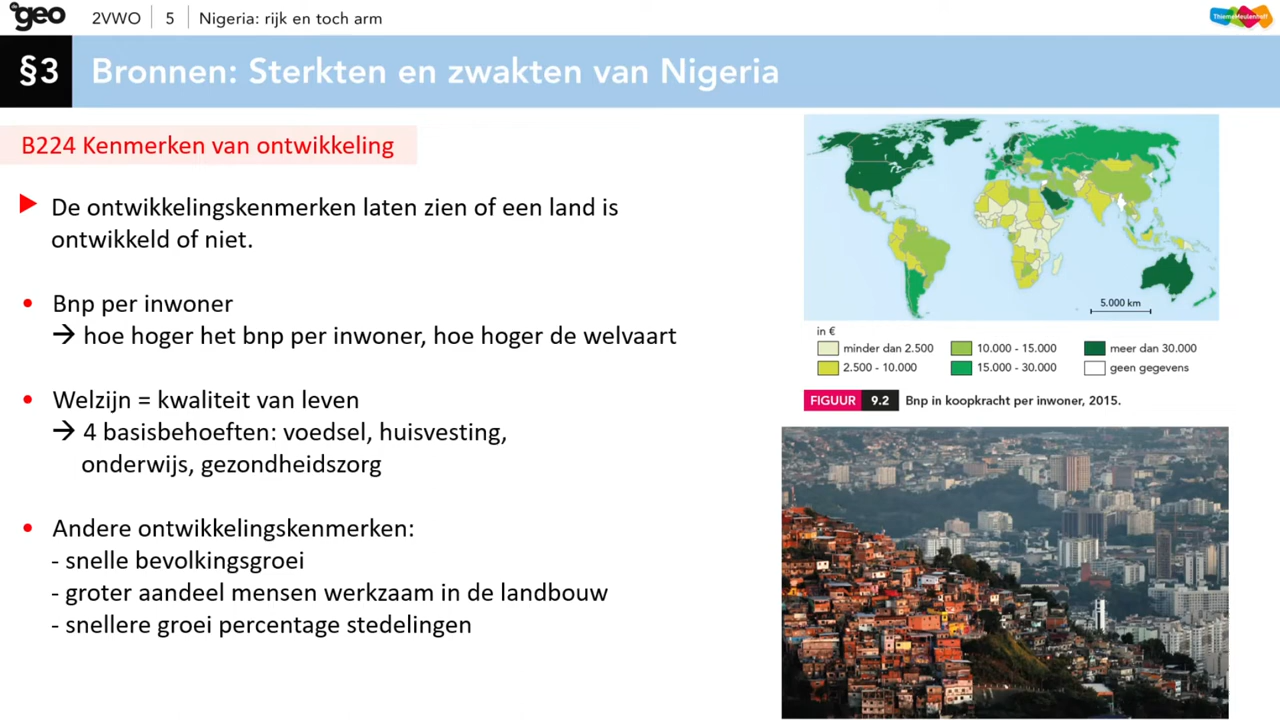 geo
2VWO
5
Nigeria: rijk en toch arm
ThiemeMeulenhoff
§3
Bronnen: Sterkten en zwakten van Nigeria
B224 Kenmerken van ontwikkeling
De ontwikkelingskenmerken laten zien of een land is
ontwikkeld of niet.
• Bnp per inwoner
→ hoe hoger het bnp per inwoner, hoe hoger de welvaart
• Welzijn = kwaliteit van leven
→ 4 basisbehoeften: voedsel, huisvesting,
onderwijs, gezondheidszorg
• Andere ontwikkelingskenmerken:
- snelle bevolkingsgroei
- groter aandeel mensen werkzaam in de landbouw
- snellere groei percentage stedelingen
5.000 km
in €
minder dan 2.500
10.000 - 15.000
meer dan 30.000
2.500 - 10.000
15.000 - 30.000
geen gegevens
FIGUUR 9.2 Bnp in koopkracht per inwoner, 2015.